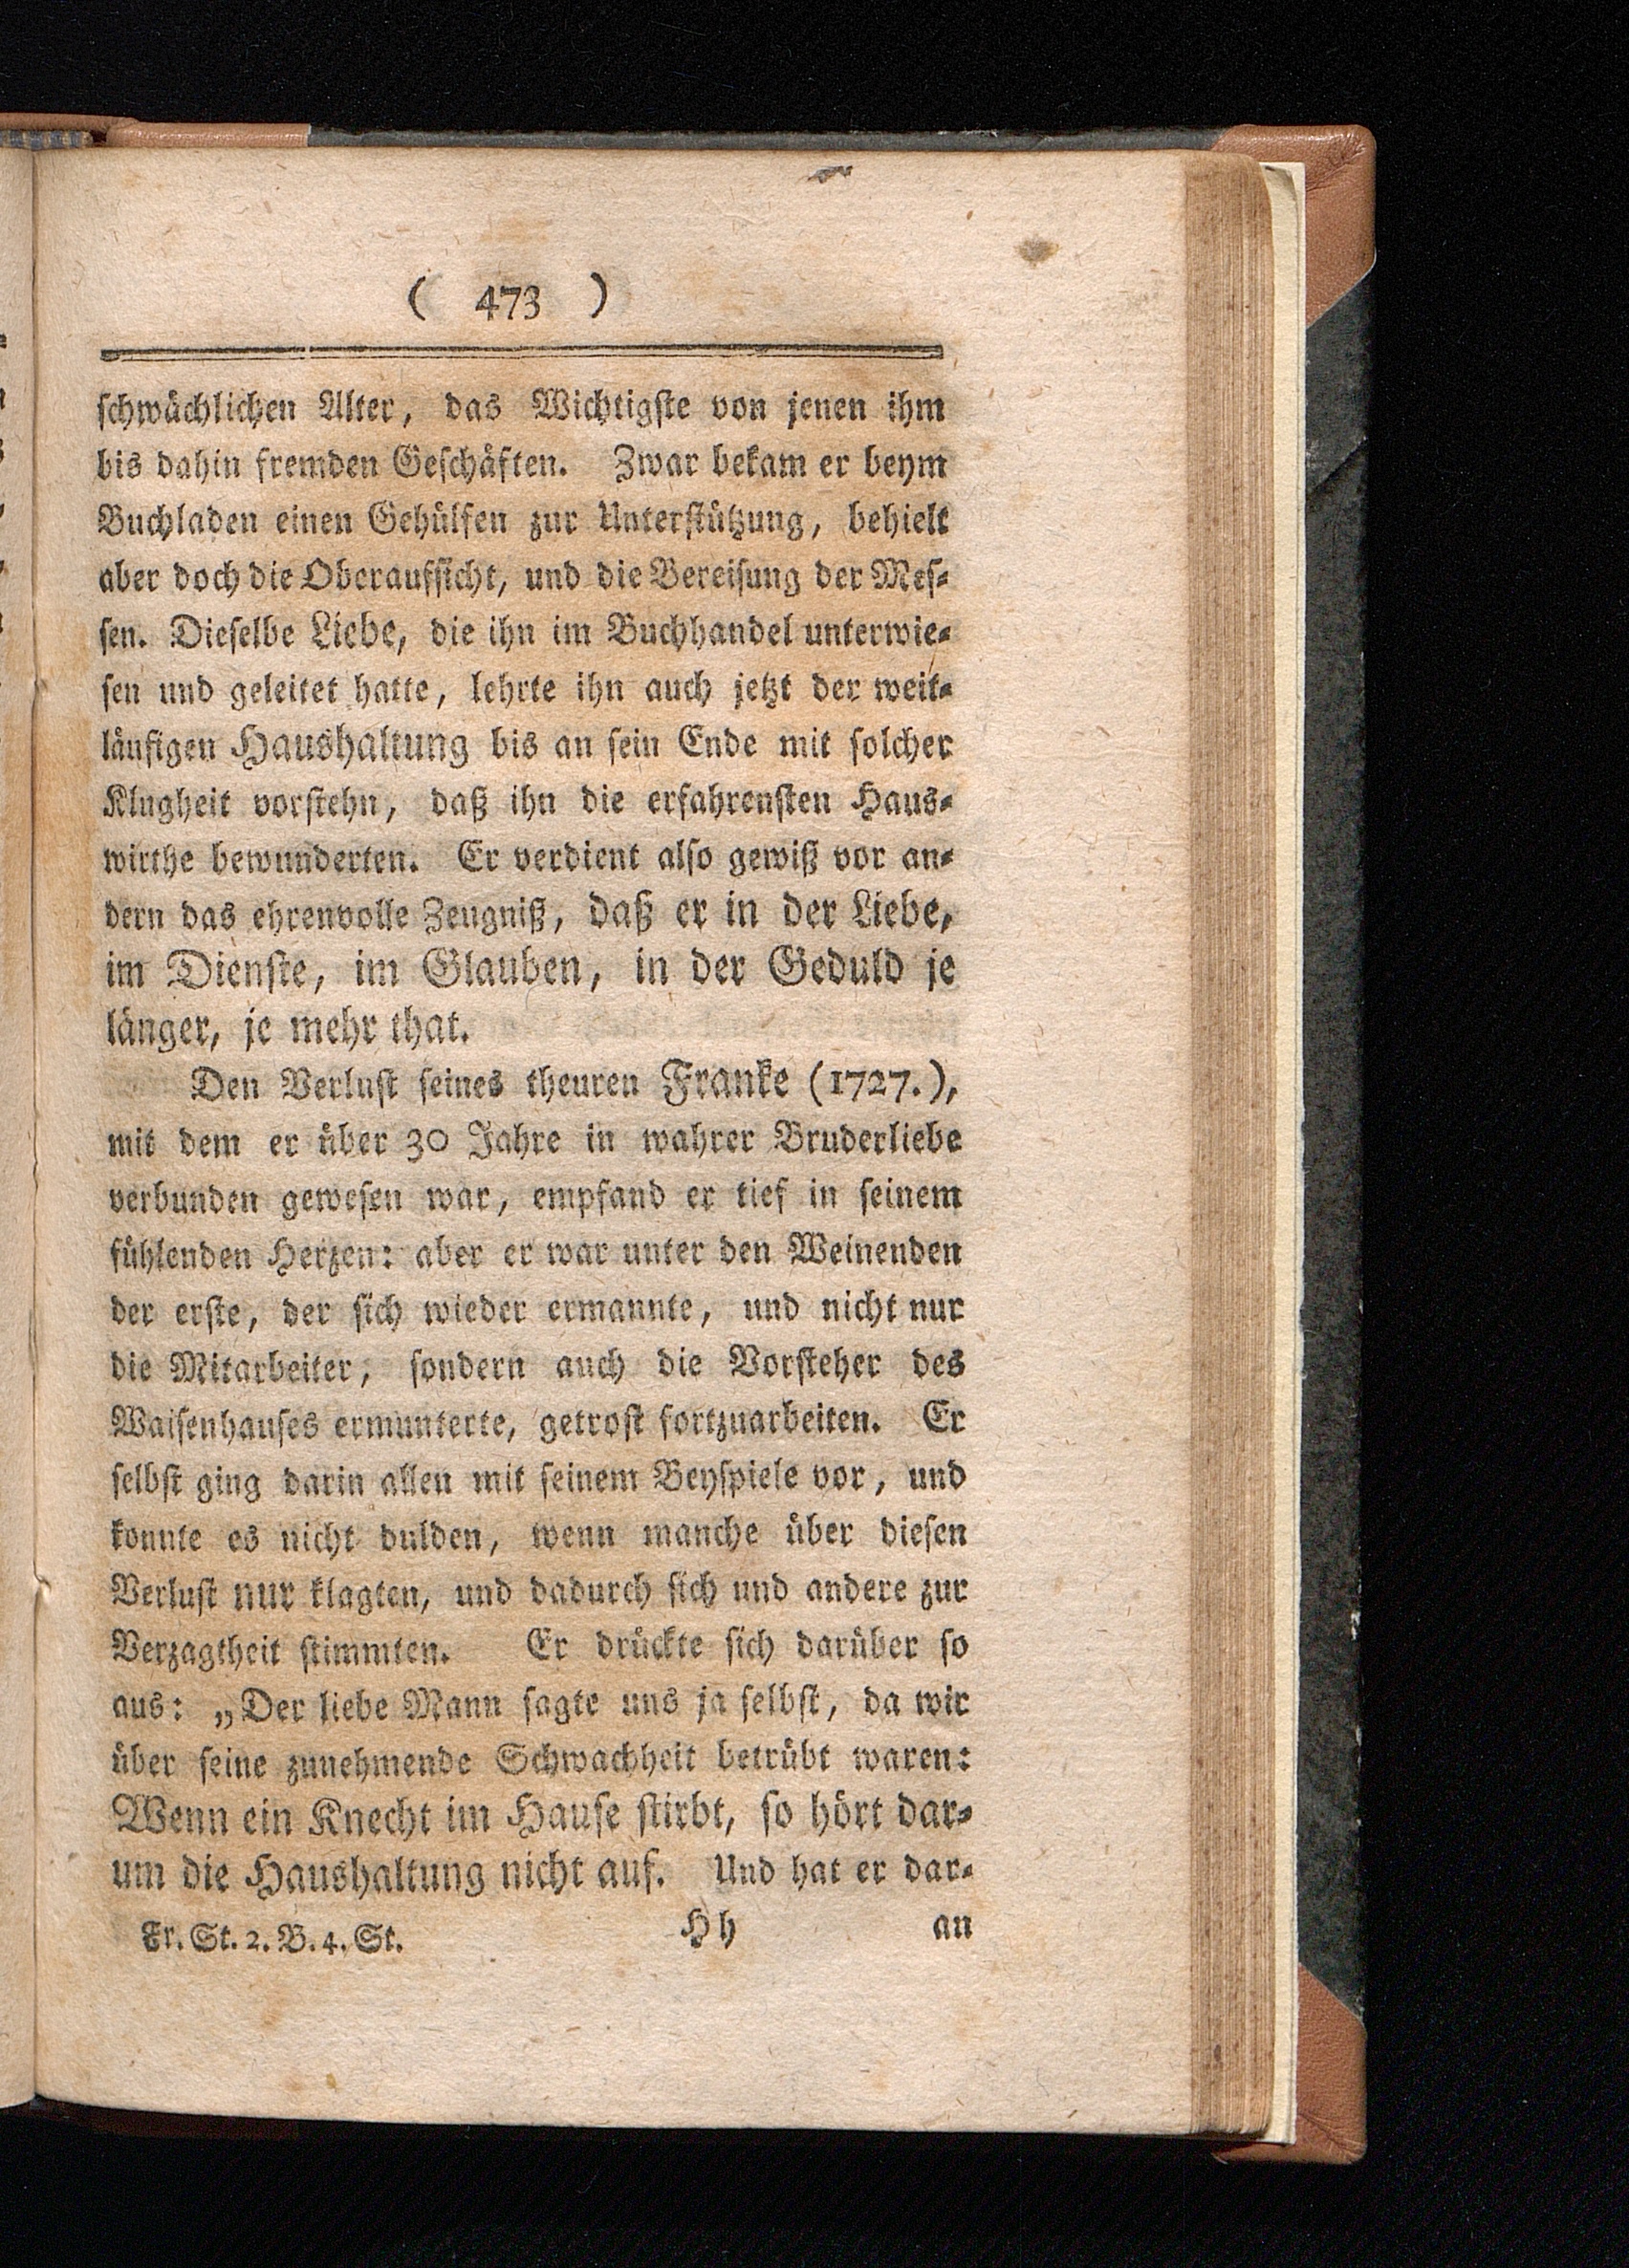 ( 473 )
schwächlichen Alter, das Wichtigste von jenen ihm
bis dahin fremden Geschäften. Zwar bekam er beym
Buchladen einen Gehülfen zur Unterstützung, behielt
aber doch die Oberaufsicht, und die Bereisung der Mes-
sen. Dieselbe Liebe, die ihn im Buchhandel unterwie-
sen und geleitet hatte, lehrte ihn auch jetzt der weit-
läufigen Haushaltung bis an sein Ende mit solcher
Klugheit vorstehn, daß ihn die erfahrensten Haus-
wirthe bewunderten. Er verdient also gewiß vor an-
dern das ehrenvolle Zeugniß, daß er in der Liebe,
im Dienste, im Glauben, in der Geduld je
länger, je mehr that.
Den Verlust seines theuren Franke (1727.),
mit dem er über 30 Jahre in wahrer Bruderliebe
verbunden gewesen war, empfand er tief in seinem
fühlenden Herzen: aber er war unter den Weinenden
der erste, der sich wieder ermannte, und nicht nur
die Mitarbeiter, sondern auch die Vorsteher des
Waisenhauses ermunterte, getrost fortzuarbeiten. Er
selbst ging darin allen mit seinem Beyspiele vor, und
konnte es nicht dulden, wenn manche über diesen
Verlust nur klagten, und dadurch sich und andere zur
Verzagtheit stimmten. Er drückte sich darüber so
aus: „Der liebe Mann sagte uns ja selbst, da wir
über seine zunehmende Schwachheit betrübt waren:
Wenn ein Knecht im Hause stirbt, so hört dar-
um die Haushaltung nicht auf. Und hat er dar-
Fr. St. 2. B. 4. St. Hh an